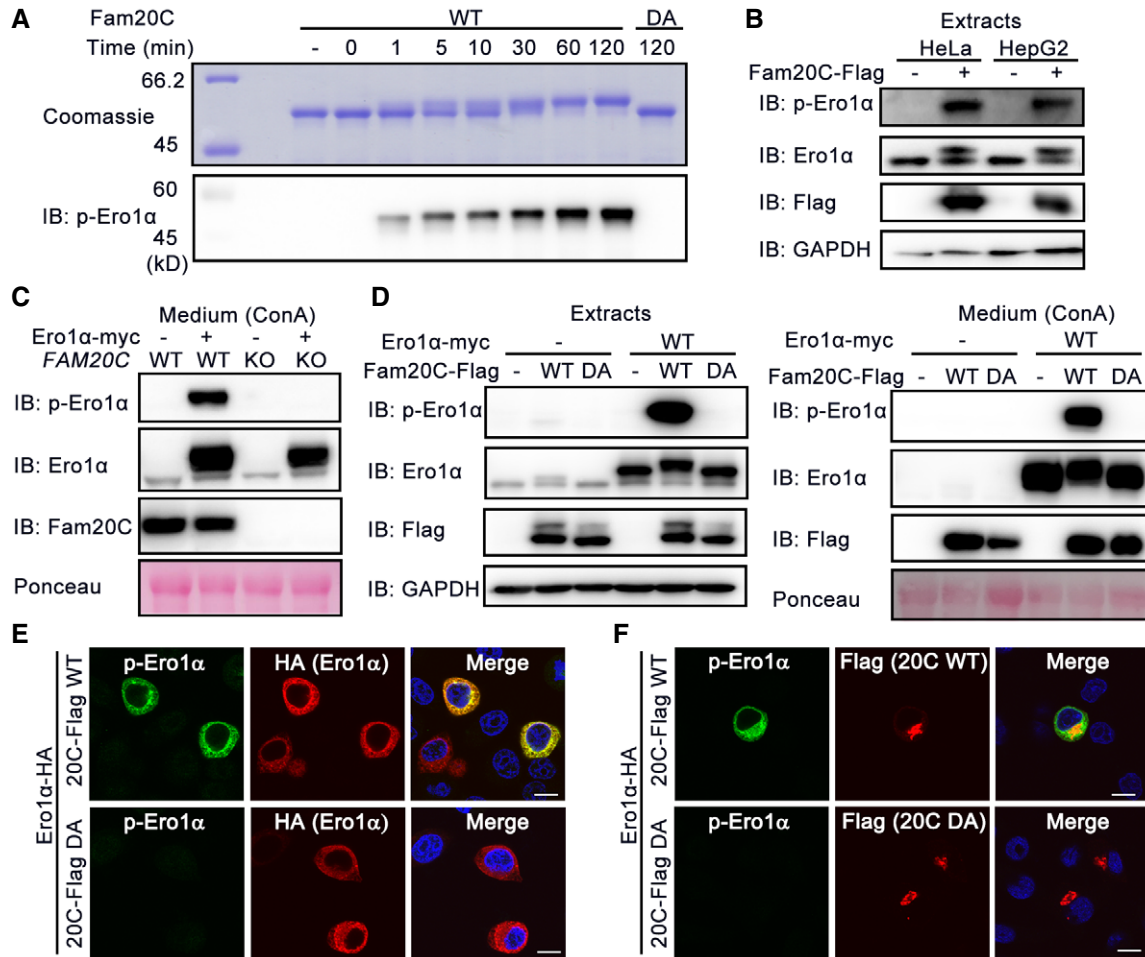 A
Fam20C WT DA
Time (min) - 0 1 5 10 30 60 120 120
66.2
Coomassie
45
60
IB: p-Ero1α
45
(kD)
B
Extracts
HeLa HepG2
Fam20C-Flag - + - +
IB: p-Ero1α
IB: Ero1α
IB: Flag
IB: GAPDH
C
Medium (ConA)
Ero1α-myc - + - +
FAM20C WT WT KO KO
IB: p-Ero1α
IB: Ero1α
IB: Fam20C
Ponceau
D
Extracts
Ero1α-myc - WT
Fam20C-Flag - WT DA - WT DA
IB: p-Ero1α
IB: Ero1α
IB: Flag
IB: GAPDH
Medium (ConA)
Ero1α-myc - WT
Fam20C-Flag - WT DA - WT DA
IB: p-Ero1α
IB: Ero1α
IB: Flag
Ponceau
E
Ero1α-HA
20C-Flag WT
p-Ero1α HA (Ero1α) Merge
20C-Flag DA
p-Ero1α HA (Ero1α) Merge
F
Ero1α-HA
20C-Flag WT
p-Ero1α Flag (20C WT) Merge
20C-Flag DA
p-Ero1α Flag (20C DA) Merge